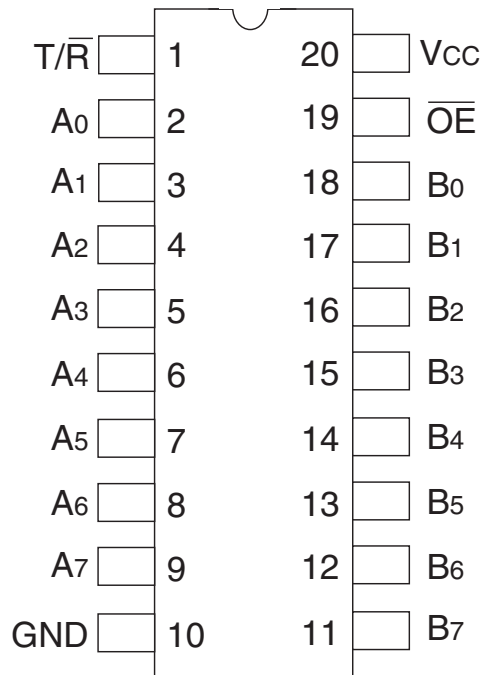 T/R̅ 1 20 VCC
A0 2 19 O̅E̅
A1 3 18 B0
A2 4 17 B1
A3 5 16 B2
A4 6 15 B3
A5 7 14 B4
A6 8 13 B5
A7 9 12 B6
GND 10 11 B7